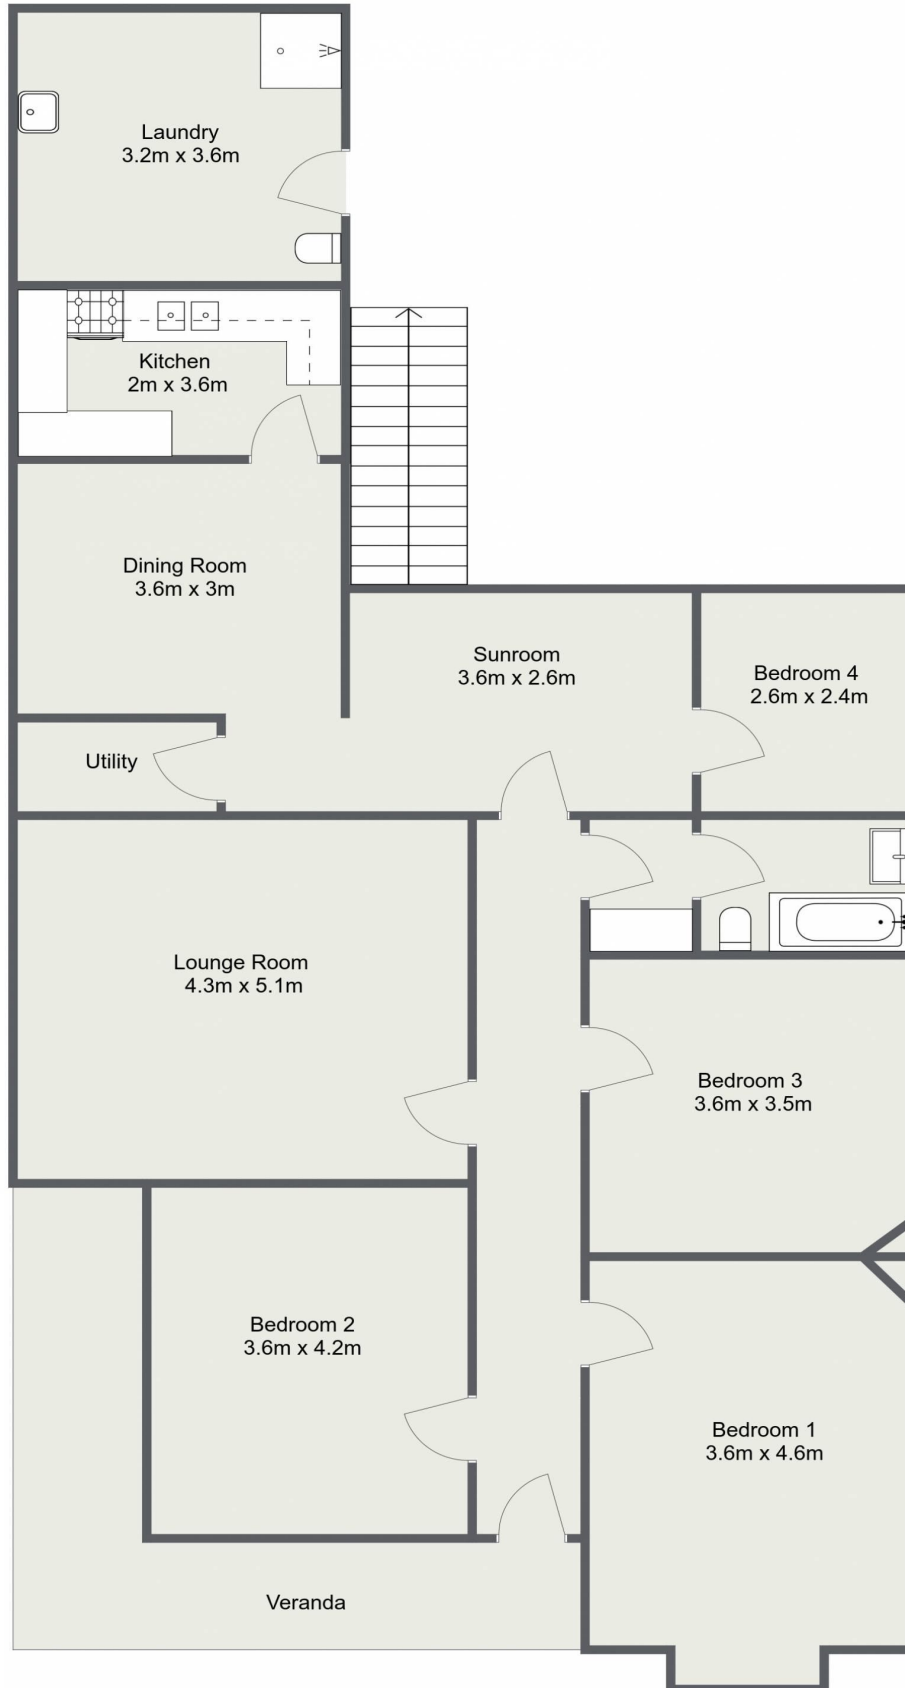 Laundry
3.2m x 3.6m
Kitchen
2m x 3.6m
Dining Room
3.6m x 3m
Sunroom
3.6m x 2.6m
Bedroom 4
2.6m x 2.4m
Utility
Lounge Room
4.3m x 5.1m
Bedroom 3
3.6m x 3.5m
Bedroom 2
3.6m x 4.2m
Bedroom 1
3.6m x 4.6m
Veranda